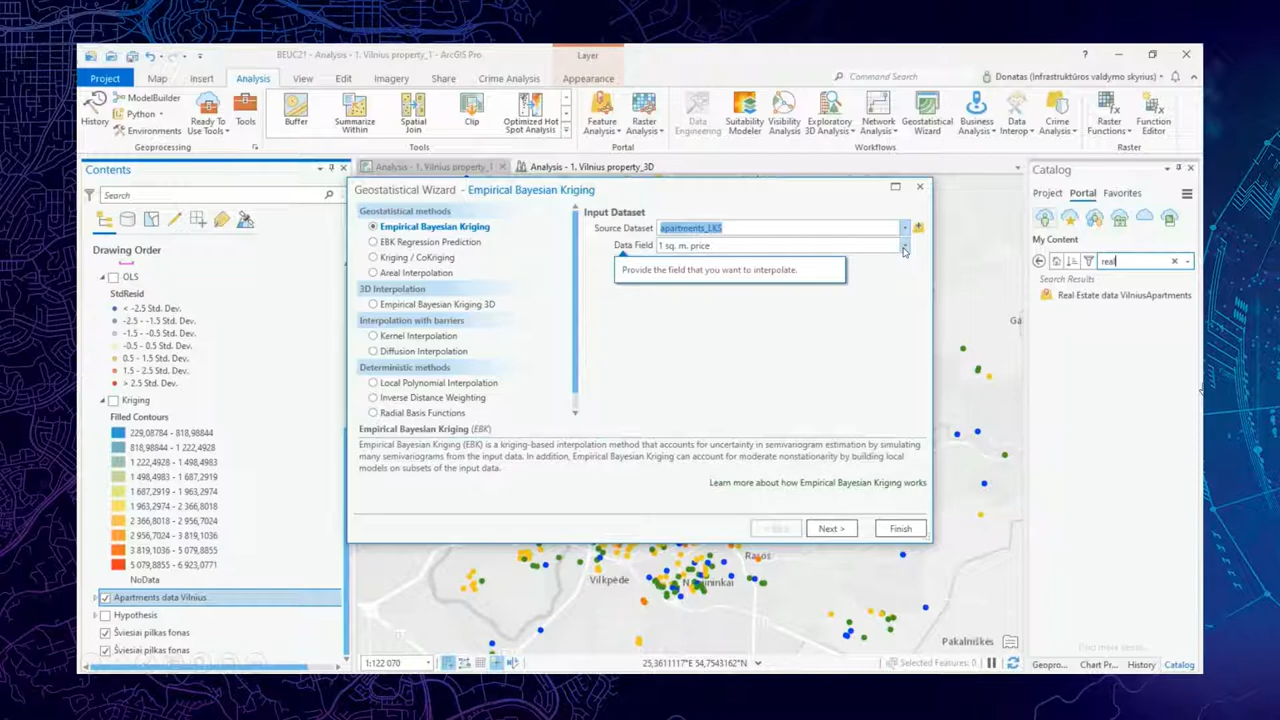 BEUC21 - Analysis - 1. Vilnius property_1 - ArcGIS Pro
Layer
?
Project
Map
Insert
Analysis
View
Edit
Imagery
Share
Crime Analysis
Appearance
Command Search
Donatas (Infrastruktūros valdymo skyrius)
History
ModelBuilder
Python
Environments
Ready To Use Tools
Tools
Buffer
Summarize Within
Spatial Join
Clip
Optimized Hot Spot Analysis
Feature Analysis
Raster Analysis
Data Engineering
Suitability Modeler
Visibility Analysis
Exploratory 3D Analysis
Network Analysis
Geostatistical Wizard
Business Analysis
Data Interop
Crime Analysis
Raster Functions
Function Editor
Geoprocessing
Tools
Portal
Workflows
Raster
Contents
Search
Drawing Order
OLS
StdResid
< -2.5 Std. Dev.
-2.5 - -1.5 Std. Dev.
-1.5 - -0.5 Std. Dev.
-0.5 - 0.5 Std. Dev.
0.5 - 1.5 Std. Dev.
1.5 - 2.5 Std. Dev.
> 2.5 Std. Dev.
Kriging
Filled Contours
229,08784 - 818,98844
818,98844 - 1 222,4928
1 222,4928 - 1 498,4983
1 498,4983 - 1 687,2919
1 687,2919 - 1 963,2974
1 963,2974 - 2 366,8018
2 366,8018 - 2 956,7024
2 956,7024 - 3 819,1036
3 819,1036 - 5 079,8855
5 079,8855 - 6 923,0771
NoData
Apartments data Vilnius
Hypothesis
Šviesiai pilkas fonas
Šviesiai pilkas fonas
Analysis - 1. Vilnius property_1
Analysis - 1. Vilnius property_3D
Geostatistical Wizard - Empirical Bayesian Kriging
Geostatistical methods
Empirical Bayesian Kriging
EBK Regression Prediction
Kriging / CoKriging
Areal Interpolation
3D Interpolation
Empirical Bayesian Kriging 3D
Interpolation with barriers
Kernel Interpolation
Diffusion Interpolation
Deterministic methods
Local Polynomial Interpolation
Inverse Distance Weighting
Radial Basis Functions
Input Dataset
Source Dataset
apartments_LKS
Data Field
1 sq. m. price
Provide the field that you want to interpolate.
Empirical Bayesian Kriging (EBK)
Empirical Bayesian Kriging (EBK) is a kriging-based interpolation method that accounts for uncertainty in semivariogram estimation by simulating
many semivariograms from the input data. In addition, Empirical Bayesian Kriging can account for moderate nonstationarity by building local
models on subsets of the input data.
Learn more about how Empirical Bayesian Kriging works
Next >
Finish
Rasos
Vilkpėdė
Pakalniškės
1:122 070
25,3611117°E 54,7543162°N
Selected Features: 0
Catalog
Project
Portal
Favorites
My Content
real
Search Results
Real Estate data VilniusApartments
Geopro...
Chart Pr...
History
Catalog